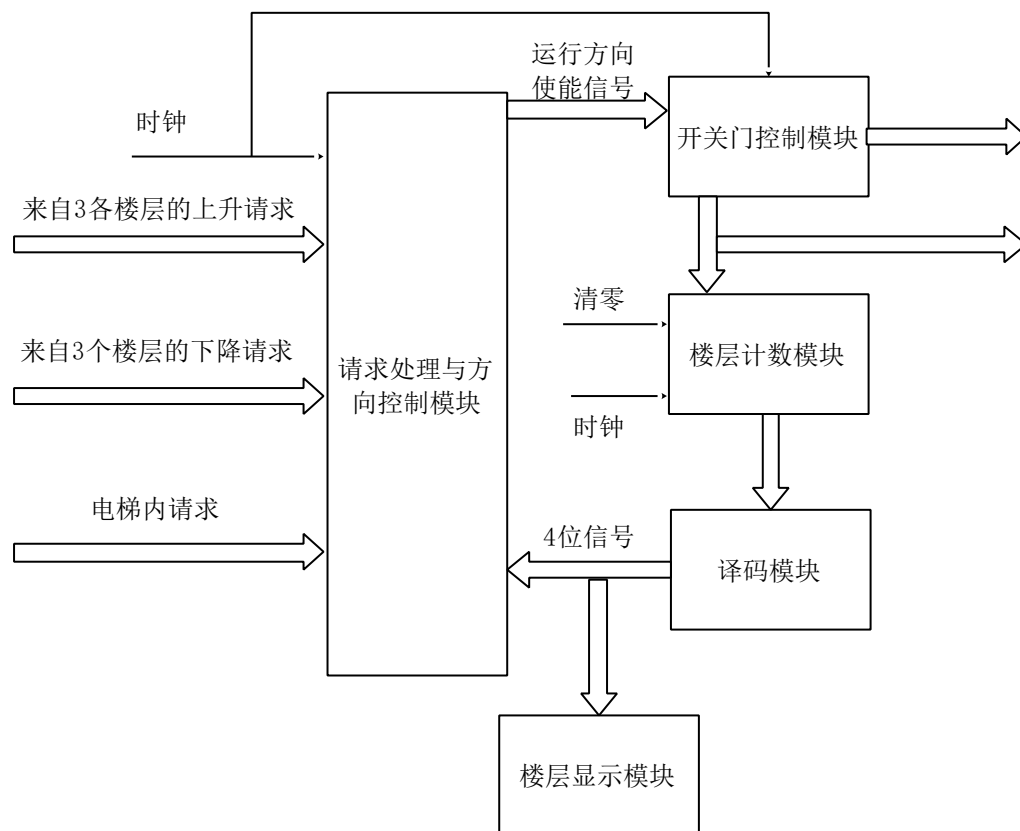 运行方向
使能信号
时钟
开关门控制模块
来自3各楼层的上升请求
清零
来自3个楼层的下降请求
楼层计数模块
请求处理与方
向控制模块
时钟
电梯内请求
4位信号
译码模块
楼层显示模块